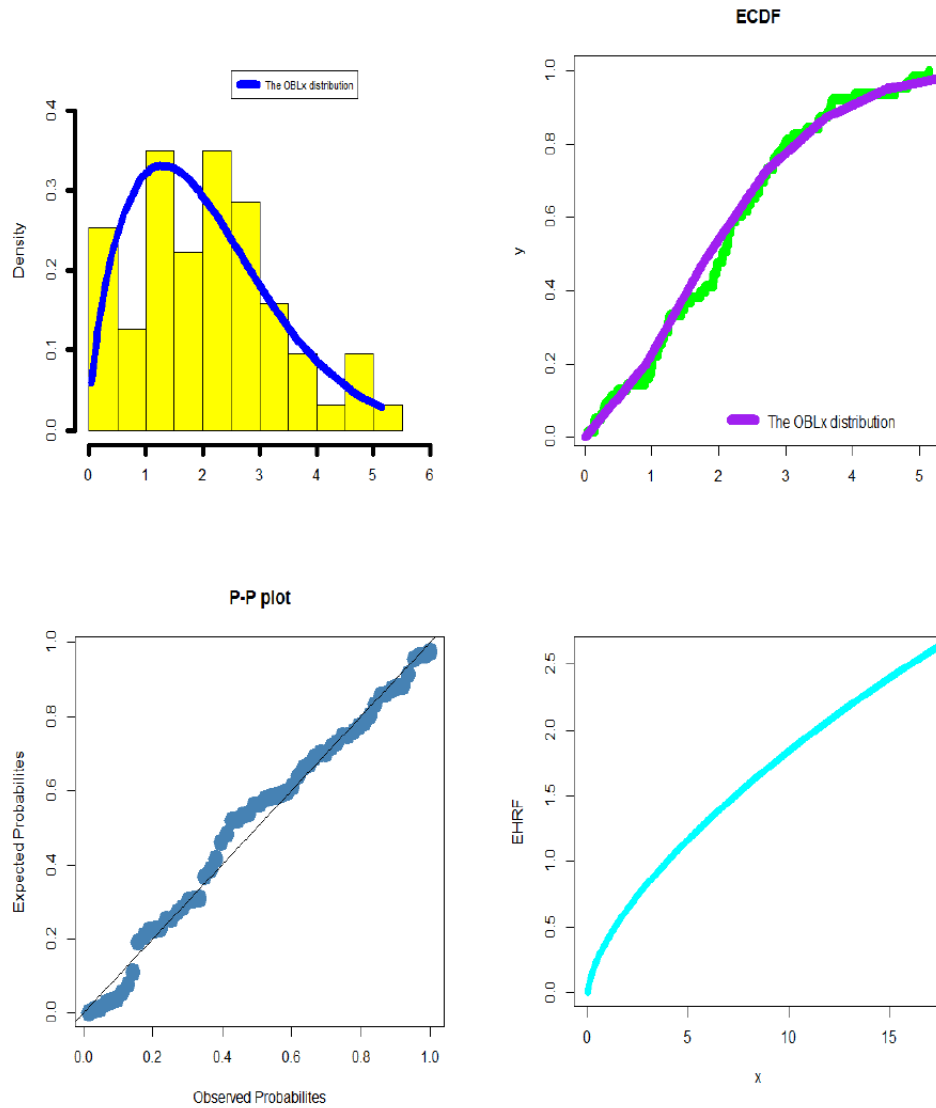 The OBLx distribution
Density
0.0 0.1 0.2 0.3 0.4
0 1 2 3 4 5 6
ECDF
y
0.0 0.2 0.4 0.6 0.8 1.0
The OBLx distribution
0 1 2 3 4 5
P-P plot
Expected Probabilites
0.0 0.2 0.4 0.6 0.8 1.0
0.0 0.2 0.4 0.6 0.8 1.0
Observed Probabilites
EHRF
0.0 0.5 1.0 1.5 2.0 2.5
0 5 10 15
x